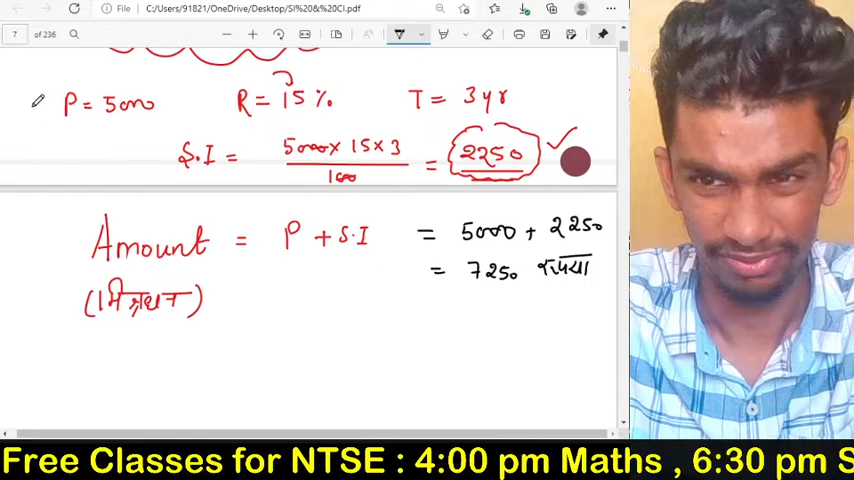 File | C:/Users/91821/OneDrive/Desktop/SI%20&%20CI.pdf
7 of 236
P = 5000 R = 15 % T = 3 yr
S.I = 5000 x 15 x 3 / 100 = 2250
Amount = P + S.I = 5000 + 2250
= 7250 रुपया
(मिश्रधन)
Free Classes for NTSE : 4:00 pm Maths , 6:30 pm S